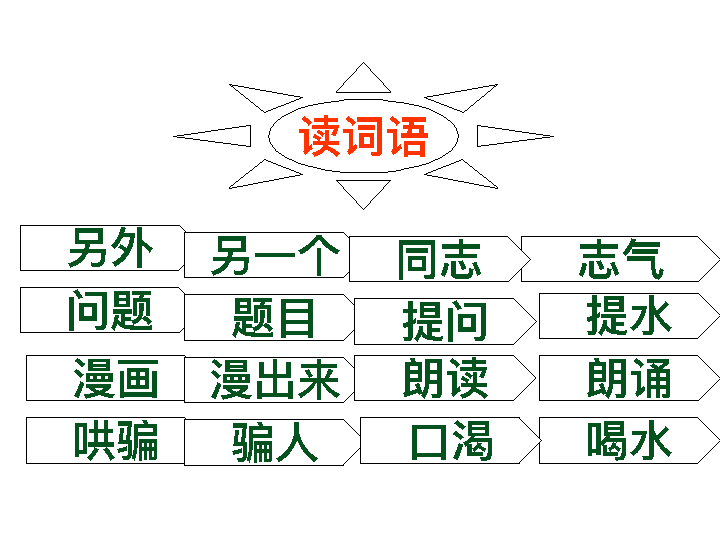 读词语
另外 另一个 同志 志气
问题 题目 提问 提水
漫画 漫出来 朗读 朗诵
哄骗 骗人 口渴 喝水